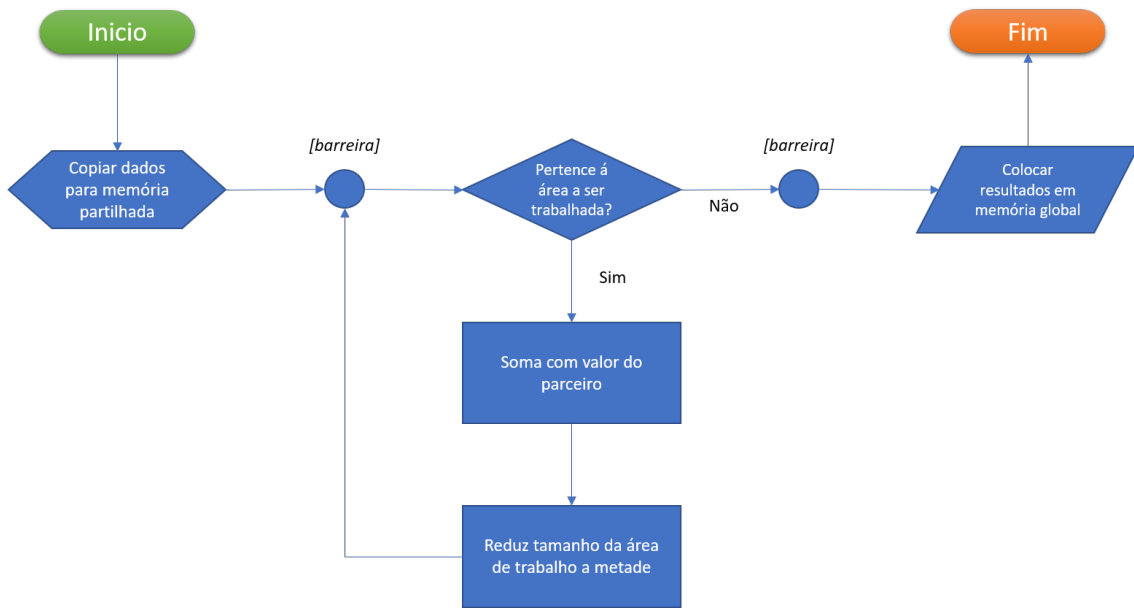 Inicio
Fim
Copiar dados
para memória
partilhada
[barreira]
Pertence á
área a ser
trabalhada?
[barreira]
Não
Colocar
resultados em
memória global
Sim
Soma com valor do
parceiro
Reduz tamanho da área
de trabalho a metade